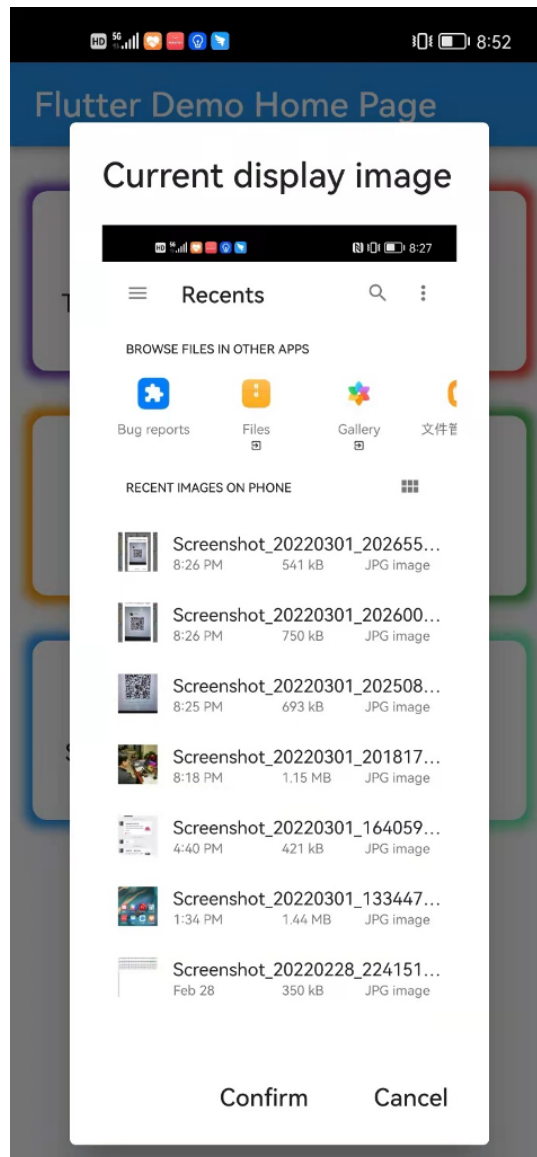 HD 5G 8:52
Flutter Demo Home Page
Current display image
HD 5G 8:27
Recents
BROWSE FILES IN OTHER APPS
Bug reports Files Gallery 文件管
RECENT IMAGES ON PHONE
Screenshot_20220301_202655...
8:26 PM 541 kB JPG image
Screenshot_20220301_202600...
8:26 PM 750 kB JPG image
Screenshot_20220301_202508...
8:25 PM 693 kB JPG image
Screenshot_20220301_201817...
8:18 PM 1.15 MB JPG image
Screenshot_20220301_164059...
4:40 PM 421 kB JPG image
Screenshot_20220301_133447...
1:34 PM 1.44 MB JPG image
Screenshot_20220228_224151...
Feb 28 350 kB JPG image
Confirm Cancel